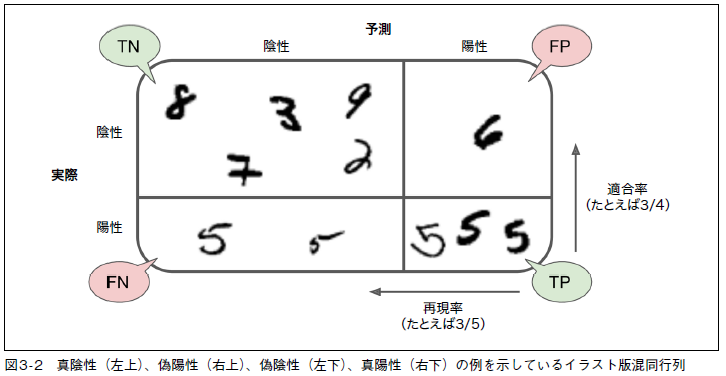 予測
TN
陰性
陽性
FP
8
3
9
6
陰性
7
2
実際
適合率
(たとえば3/4)
陽性
5
5
5
5
5
FN
TP
再現率
(たとえば3/5)
図3-2 真陰性(左上)、偽陽性(右上)、偽陰性(左下)、真陽性(右下)の例を示しているイラスト版混同行列